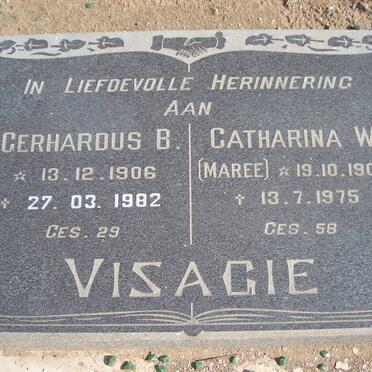 IN LIEFDEVOLLE HERINNERING
AAN
GERHARDUS B.
☆ 13.12.1906
✝ 27.03.1982
GES. 29
CATHARINA W
(MAREE) ☆ 19.10.190
✝ 13.7.1975
GES. 58
VISAGIE